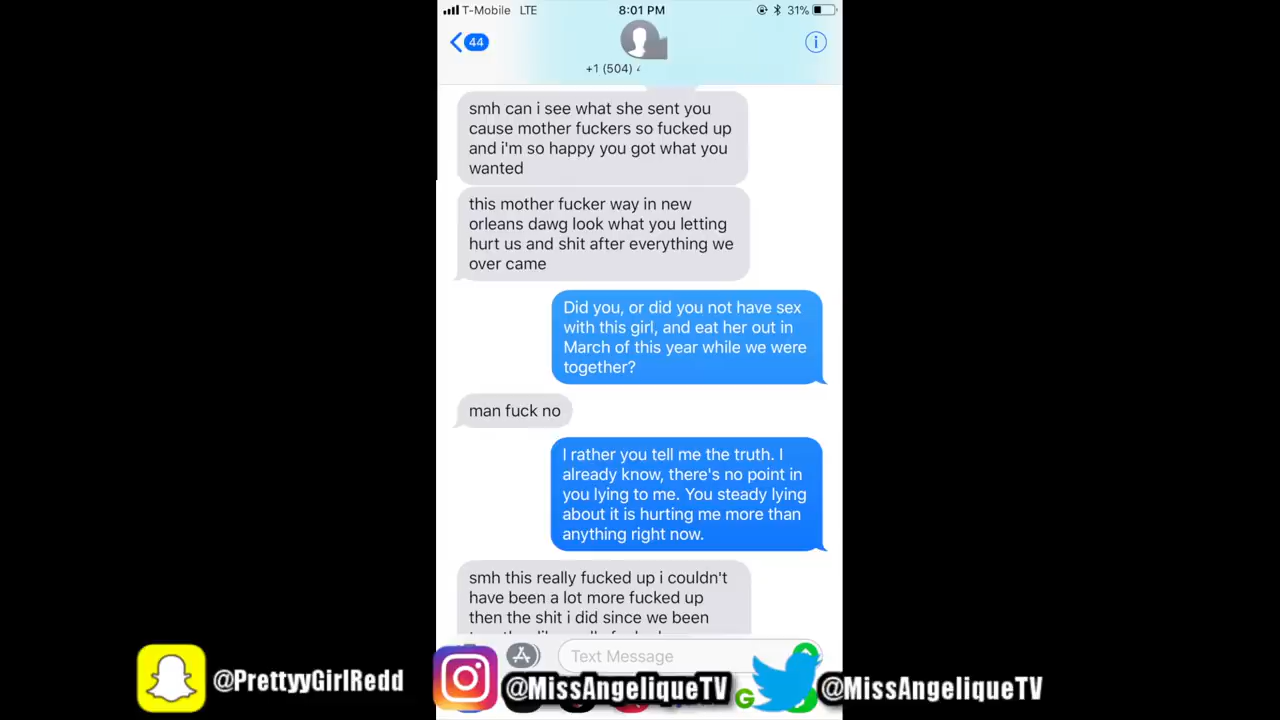 T-Mobile LTE 8:01 PM 31%
44
+1 (504)
smh can i see what she sent you
cause mother fuckers so fucked up
and i'm so happy you got what you
wanted
this mother fucker way in new
orleans dawg look what you letting
hurt us and shit after everything we
over came
Did you, or did you not have sex
with this girl, and eat her out in
March of this year while we were
together?
man fuck no
I rather you tell me the truth. I
already know, there's no point in
you lying to me. You steady lying
about it is hurting me more than
anything right now.
smh this really fucked up i couldn't
have been a lot more fucked up
then the shit i did since we been
Text Message
@PrettyyGirlRedd
@MissAngeliqueTV
G
@MissAngeliqueTV